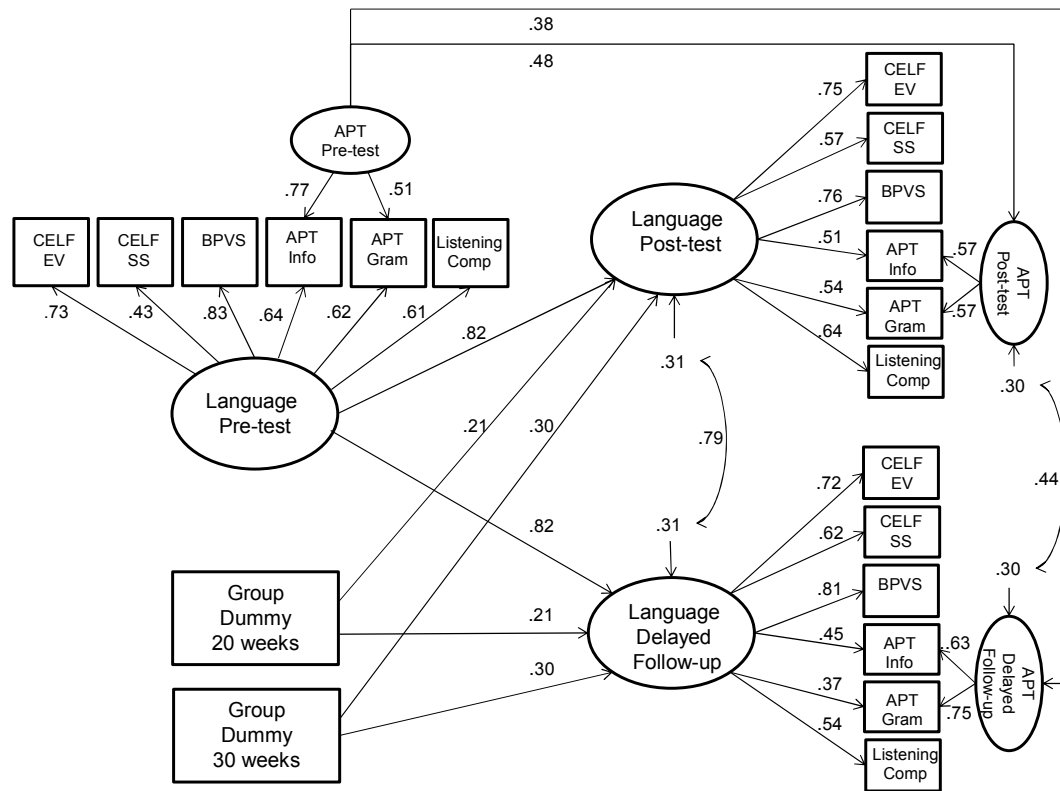 .38
.48
APT
Pre-test
.77
.51
CELF
EV
CELF
SS
BPVS
APT
Info
APT
Gram
Listening
Comp
.73
.43
.83
.64
.62
.61
Language
Pre-test
.82
.21
.30
.82
Group
Dummy
20 weeks
.21
Group
Dummy
30 weeks
.30
Language
Post-test
.75
.57
.76
.51
.54
.64
CELF
EV
CELF
SS
BPVS
APT
Info
APT
Gram
Listening
Comp
.57
.57
APT
Post-test
.31
.79
.31
.30
.44
.30
Language
Delayed
Follow-up
.72
.62
.81
.45
.37
.54
CELF
EV
CELF
SS
BPVS
APT
Info
APT
Gram
Listening
Comp
.63
.75
APT
Delayed
Follow-up